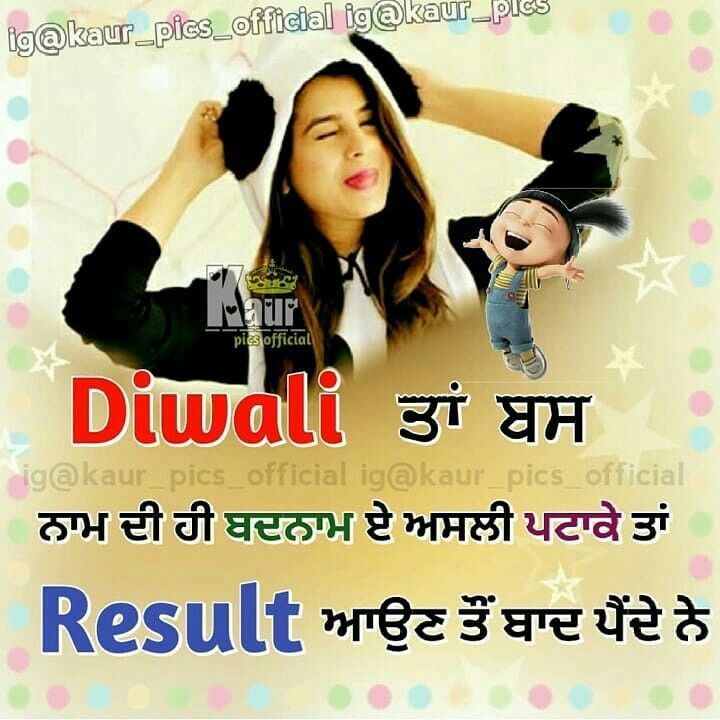 ig@kaur_pics_official ig@kaur_pics
Kaur
pics official
Diwali ਤਾਂ ਬਸ
ig@kaur_pics_official ig@kaur_pics_official
ਨਾਮ ਦੀ ਹੀ ਬਦਨਾਮ ਏ ਅਸਲੀ ਪਟਾਕੇ ਤਾਂ
Result ਆਉਣ ਤੌਂ ਬਾਦ ਪੈਂਦੇ ਨੇ